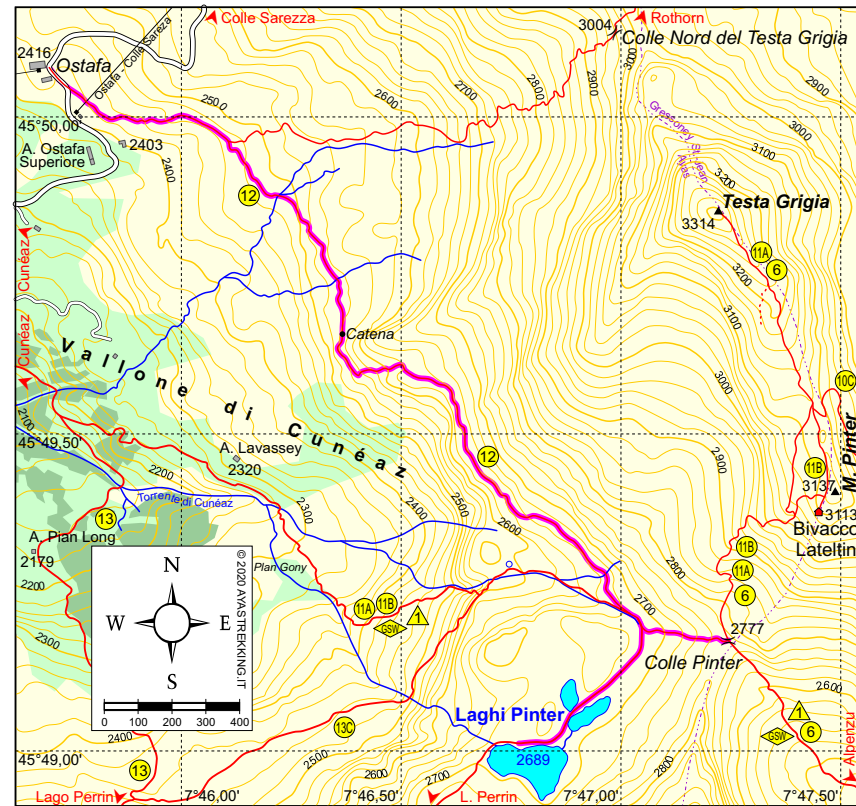 Colle Sarezza
3004
Rothorn
Colle Nord del Testa Grigia
2416
Ostafa
Ostafa - Colle Sareza
3000
2900
2800
2700
2600
2500
2400
2900
3000
3100
3200
45°50,00'
A. Ostafa
Superiore
2403
Gressoney St. Jean
Ayas
12
Testa Grigia
3314
11A
6
3200
3100
3000
2900
Cunéaz
Cunéaz
Catena
Vallone di Cunéaz
10C
2100
45°49,50'
A. Lavassey
2320
2200
2300
2400
2500
2600
12
11B
M. Pinter
3137
3113
Bivacco
Lateltin
Torrente di Cunéaz
13
A. Pian Long
2179
2200
2300
Plan Gony
11A
11B
1
GSW
2800
2700
11B
11A
6
2777
Colle Pinter
© 2020 AYASTREKKING.IT
N
W
E
S
0
100
200
300
400
Laghi Pinter
2689
2600
1
6
GSW
Alpenzu
13C
2400
2500
2600
2700
2800
45°49,00'
13
Lago Perrin
L. Perrin
7°46,00'
7°46,50'
7°47,00'
7°47,50'